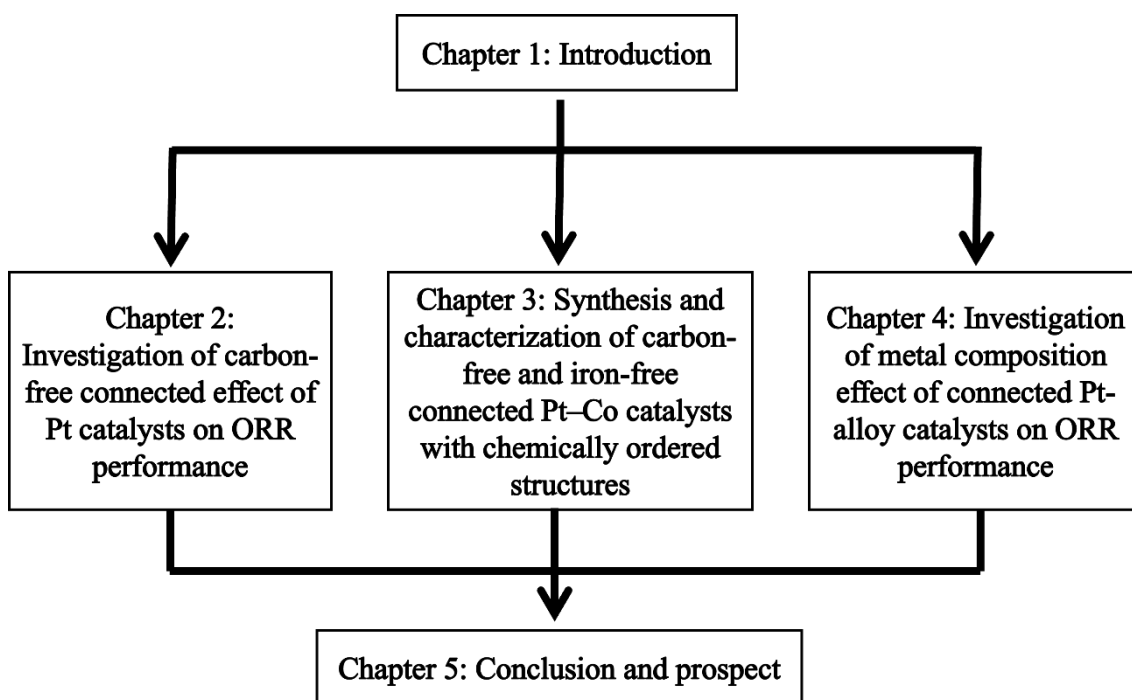 Chapter 1: Introduction
Chapter 2:
Investigation of carbon-
free connected effect of
Pt catalysts on ORR
performance
Chapter 3: Synthesis and
characterization of carbon-
free and iron-free
connected Pt–Co catalysts
with chemically ordered
structures
Chapter 4: Investigation
of metal composition
effect of connected Pt-
alloy catalysts on ORR
performance
Chapter 5: Conclusion and prospect